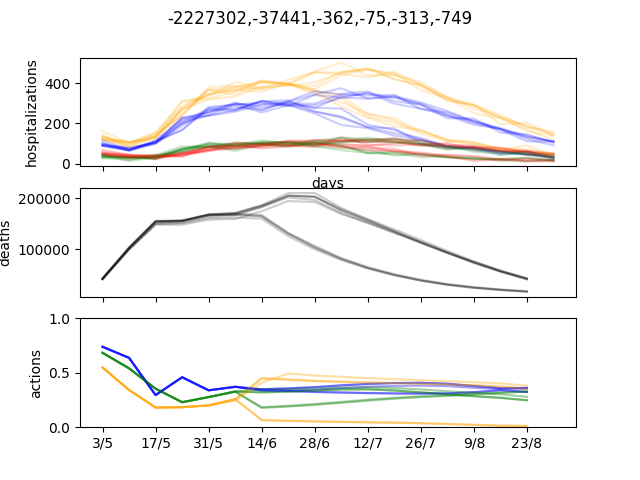 -2227302,-37441,-362,-75,-313,-749
hospitalizations
400
200
0
days
deaths
200000
100000
actions
1.0
0.5
0.0
3/5 17/5 31/5 14/6 28/6 12/7 26/7 9/8 23/8